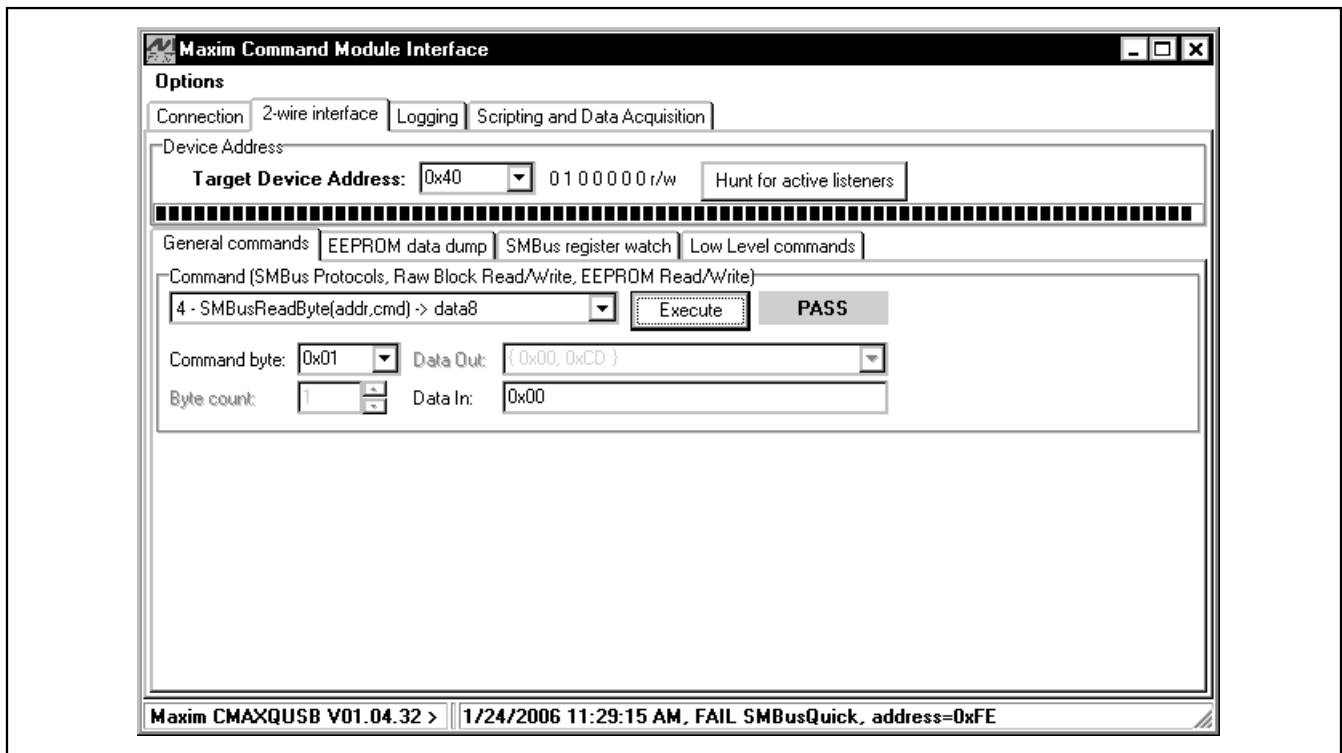 Maxim Command Module Interface
Options
Connection 2-wire interface Logging Scripting and Data Acquisition
Device Address
Target Device Address: 0x40 0 1 0 0 0 0 0 r/w Hunt for active listeners
General commands EEPROM data dump SMBus register watch Low Level commands
Command (SMBus Protocols, Raw Block Read/Write, EEPROM Read/Write)
4 - SMBusReadByte(addr,cmd) -> data8 Execute PASS
Command byte: 0x01 Data Out: { 0x00, 0xCD }
Byte count: 1 Data In: 0x00
Maxim CMAXQUSB V01.04.32 > 1/24/2006 11:29:15 AM, FAIL SMBusQuick, address=0xFE